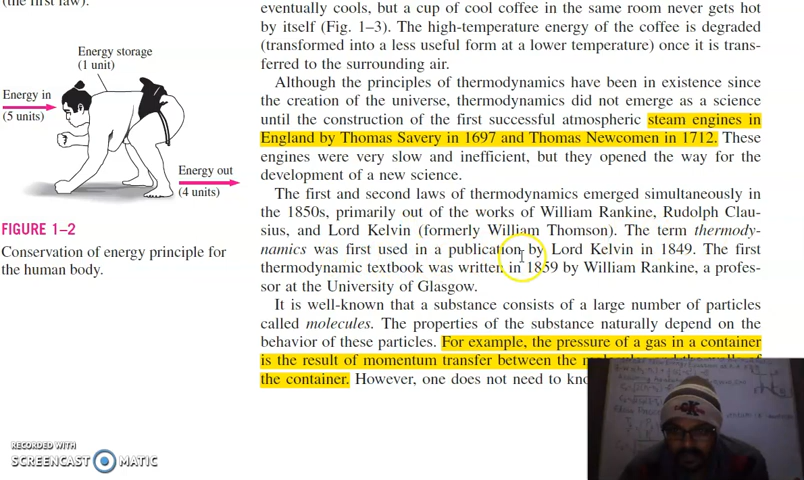 (the first law).
Energy storage
(1 unit)
Energy in
(5 units)
Energy out
(4 units)
FIGURE 1–2
Conservation of energy principle for
the human body.
eventually cools, but a cup of cool coffee in the same room never gets hot
by itself (Fig. 1–3). The high-temperature energy of the coffee is degraded
(transformed into a less useful form at a lower temperature) once it is trans-
ferred to the surrounding air.
Although the principles of thermodynamics have been in existence since
the creation of the universe, thermodynamics did not emerge as a science
until the construction of the first successful atmospheric steam engines in
England by Thomas Savery in 1697 and Thomas Newcomen in 1712. These
engines were very slow and inefficient, but they opened the way for the
development of a new science.
The first and second laws of thermodynamics emerged simultaneously in
the 1850s, primarily out of the works of William Rankine, Rudolph Clau-
sius, and Lord Kelvin (formerly William Thomson). The term thermody-
namics was first used in a publication by Lord Kelvin in 1849. The first
thermodynamic textbook was written in 1859 by William Rankine, a profes-
sor at the University of Glasgow.
It is well-known that a substance consists of a large number of particles
called molecules. The properties of the substance naturally depend on the
behavior of these particles. For example, the pressure of a gas in a container
is the result of momentum transfer between the
the container. However, one does not need to
RECORDED WITH
SCREENCAST MATIC